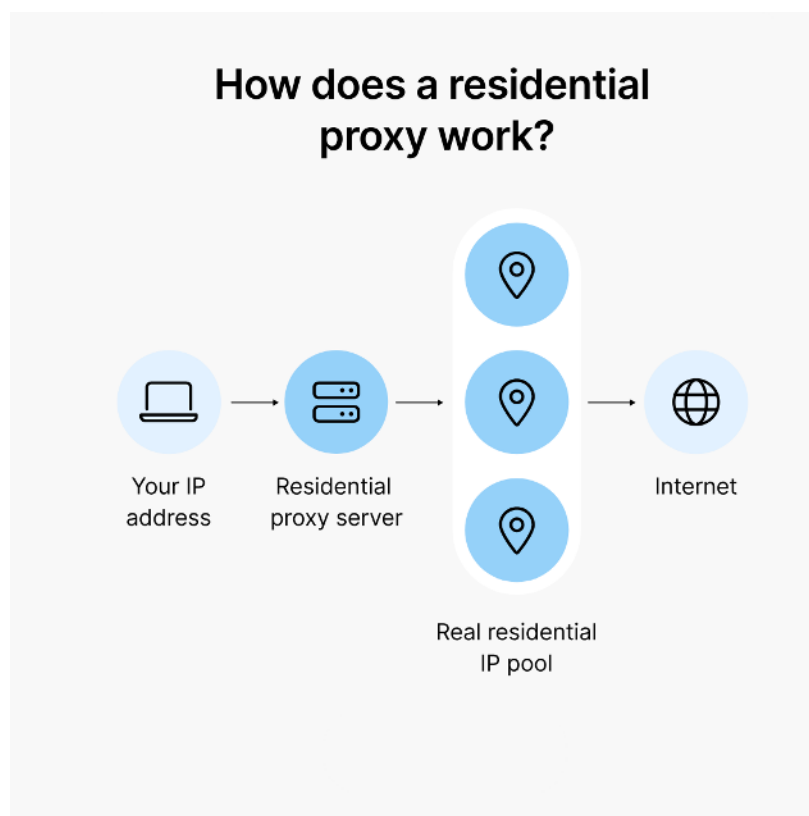 How does a residential
proxy work?
Your IP
address
Residential
proxy server
Real residential
IP pool
Internet